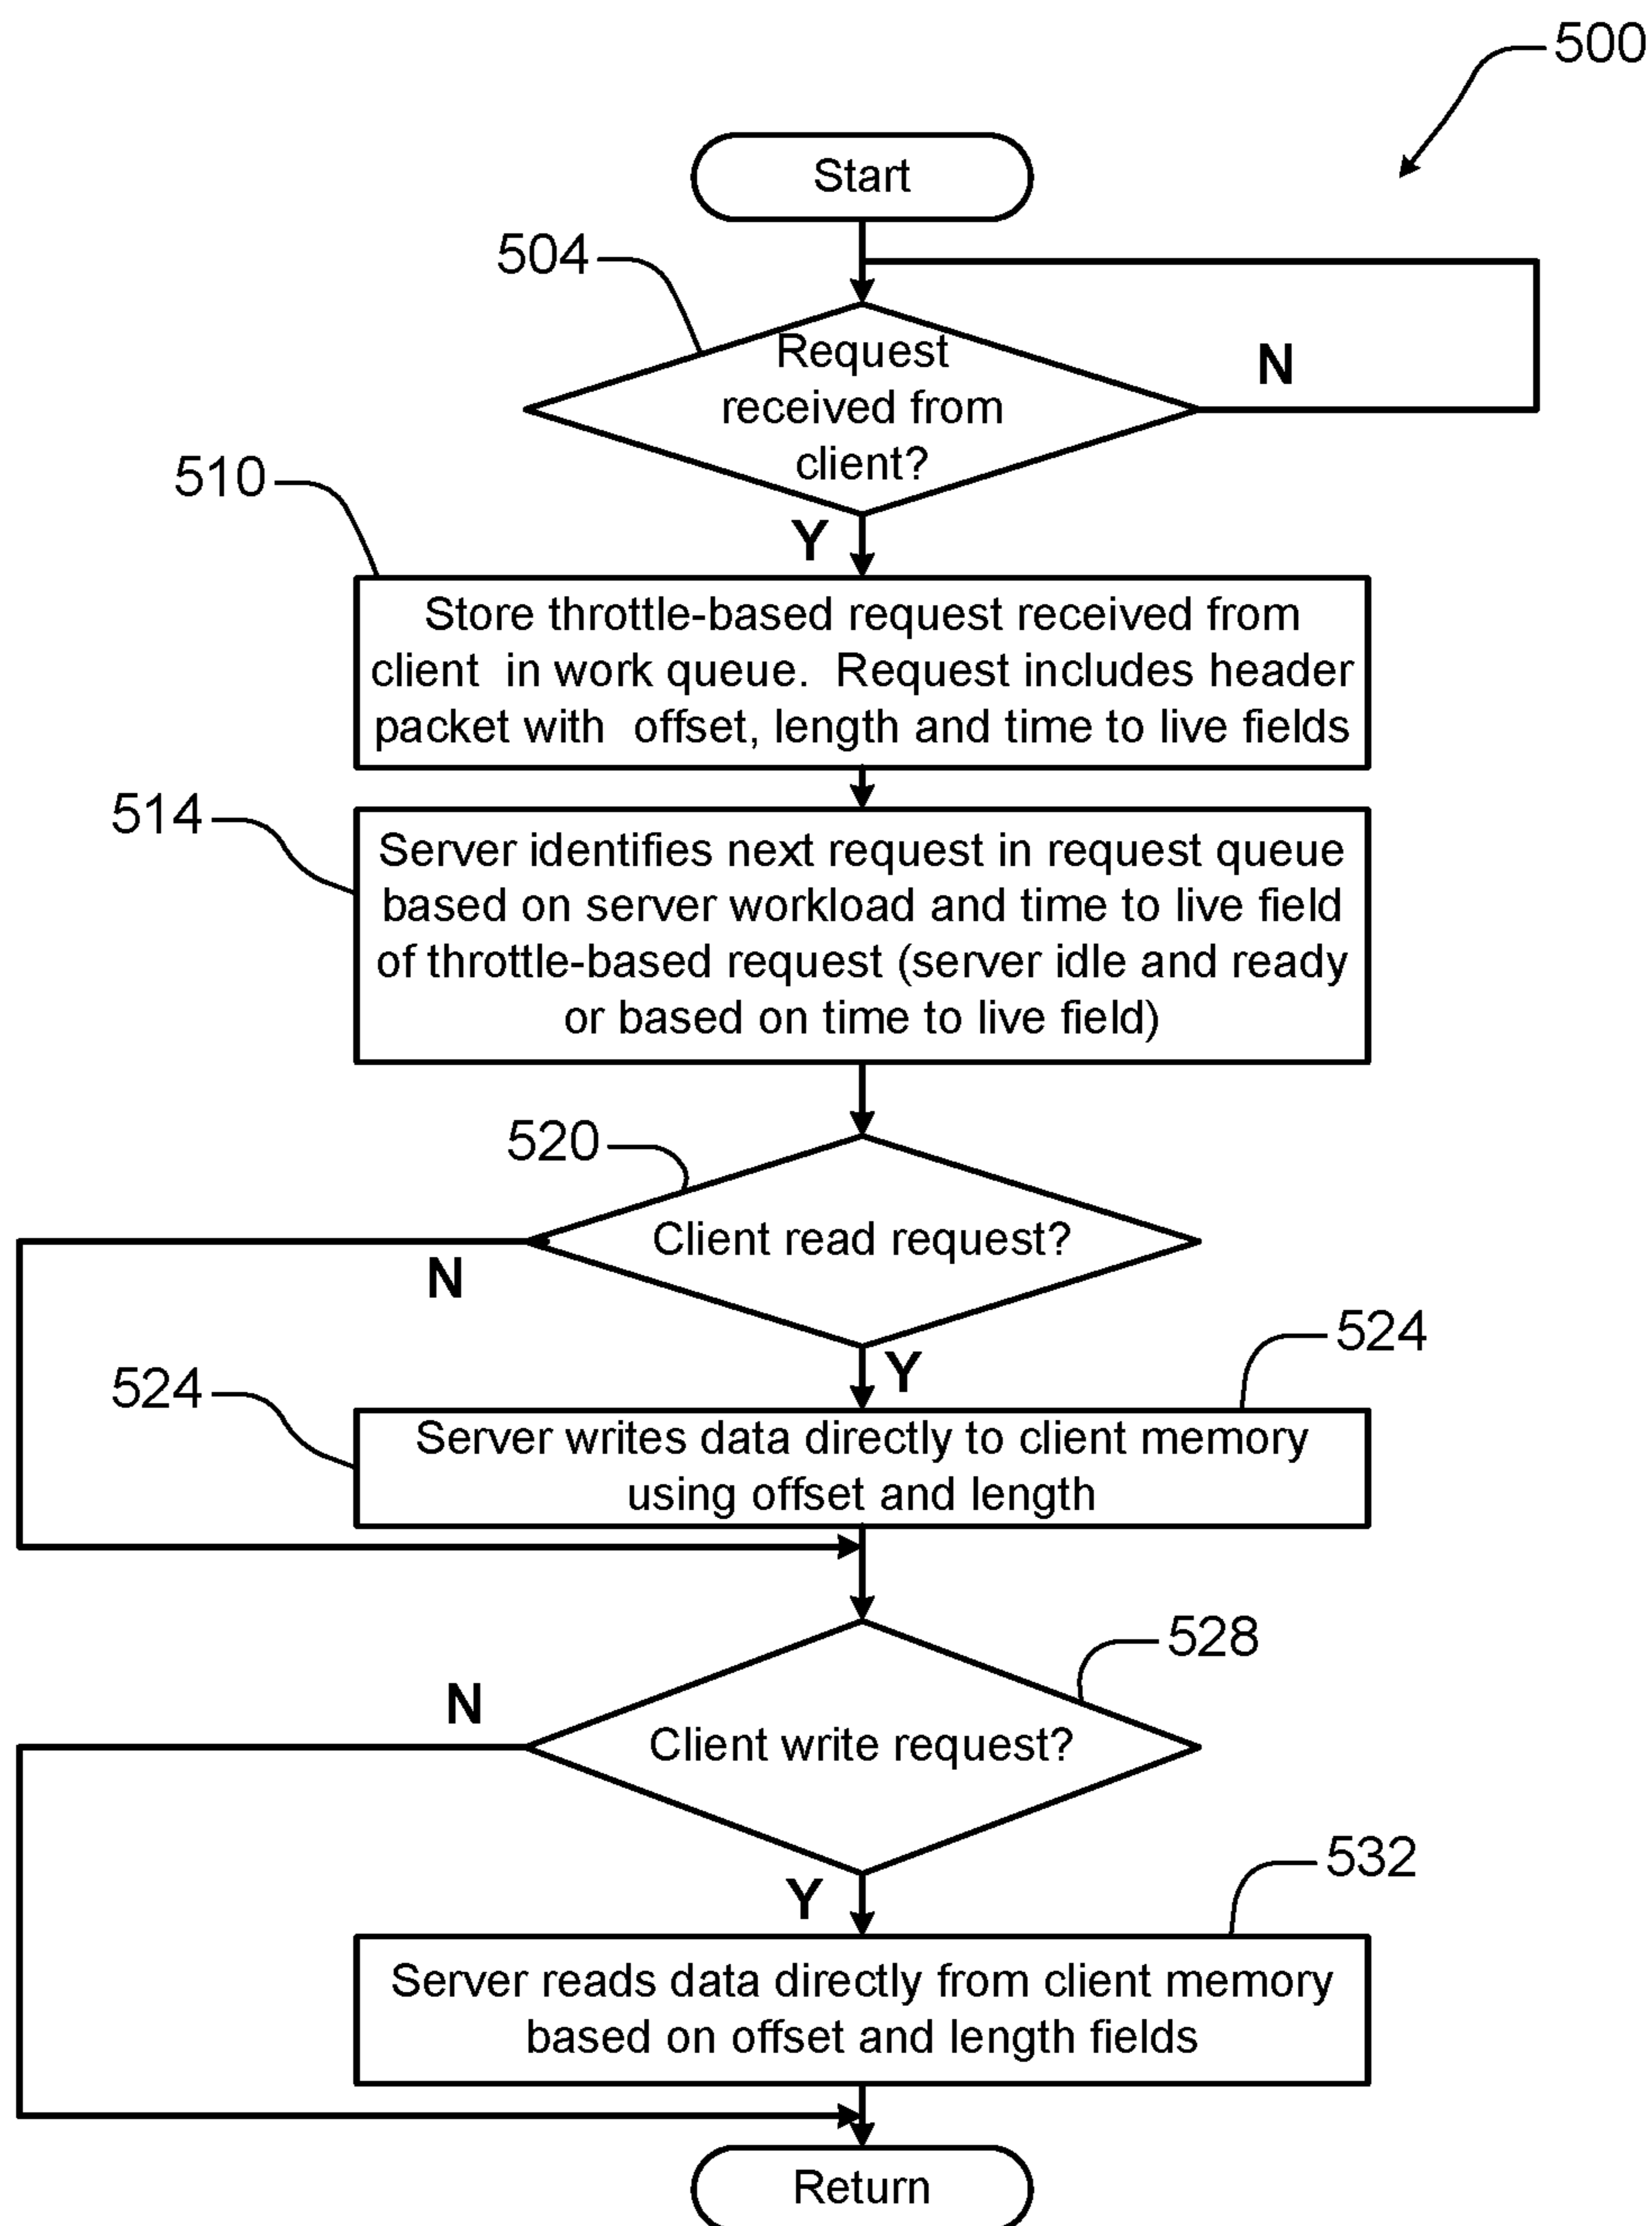 500
Start
504
Request
received from
client?
N
510
Y
Store throttle-based request received from
client in work queue. Request includes header
packet with offset, length and time to live fields
514
Server identifies next request in request queue
based on server workload and time to live field
of throttle-based request (server idle and ready
or based on time to live field)
520
Client read request?
N
524
Y
524
Server writes data directly to client memory
using offset and length
528
N
Client write request?
532
Y
Server reads data directly from client memory
based on offset and length fields
Return